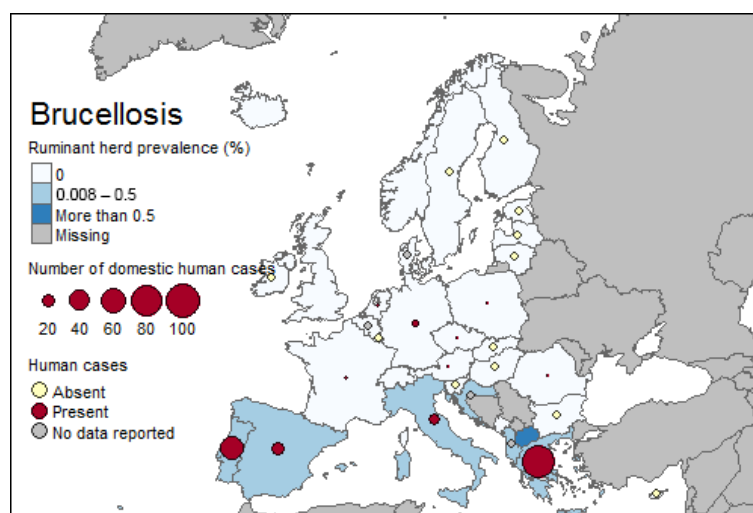 Brucellosis
Ruminant herd prevalence (%)
0
0.008 – 0.5
More than 0.5
Missing
Number of domestic human cases
20 40 60 80 100
Human cases
Absent
Present
No data reported